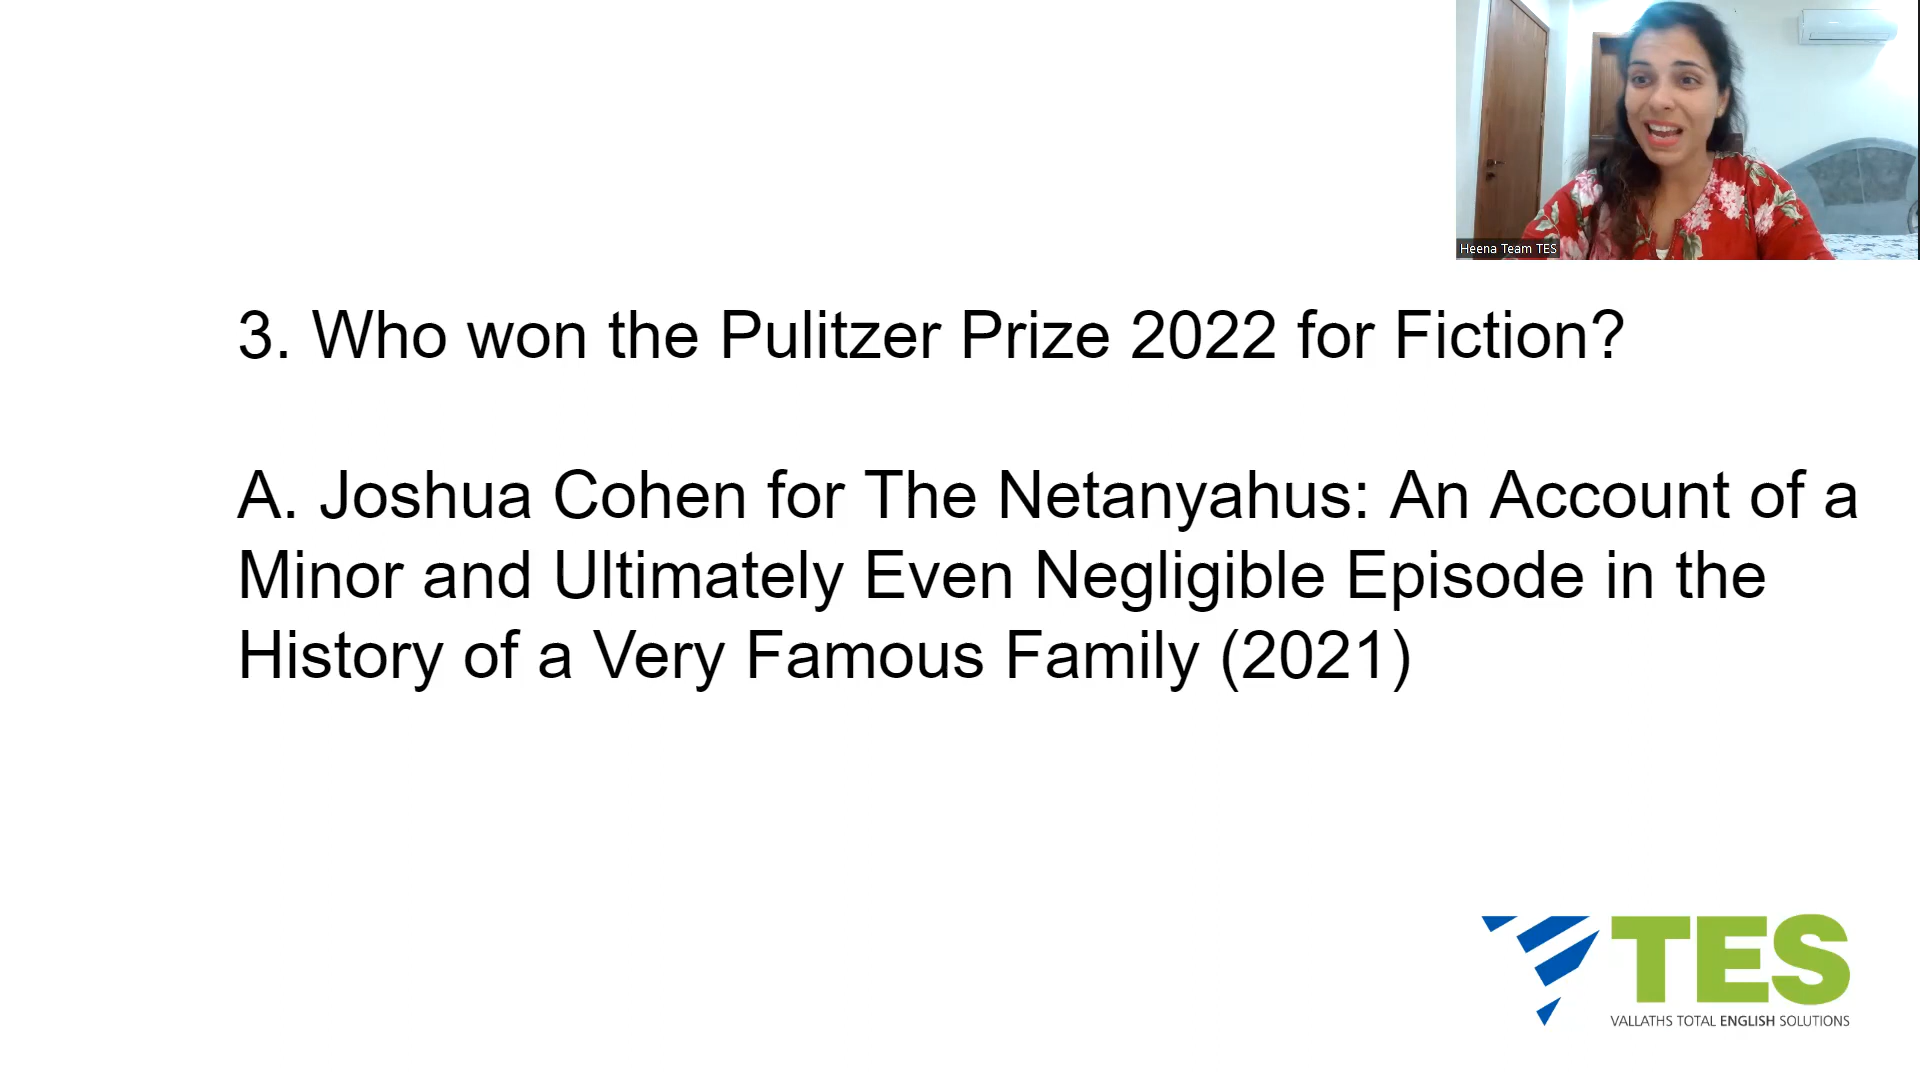 Heena Team TES
3. Who won the Pulitzer Prize 2022 for Fiction?
A. Joshua Cohen for The Netanyahus: An Account of a
Minor and Ultimately Even Negligible Episode in the
History of a Very Famous Family (2021)
TES
VALLATHS TOTAL ENGLISH SOLUTIONS